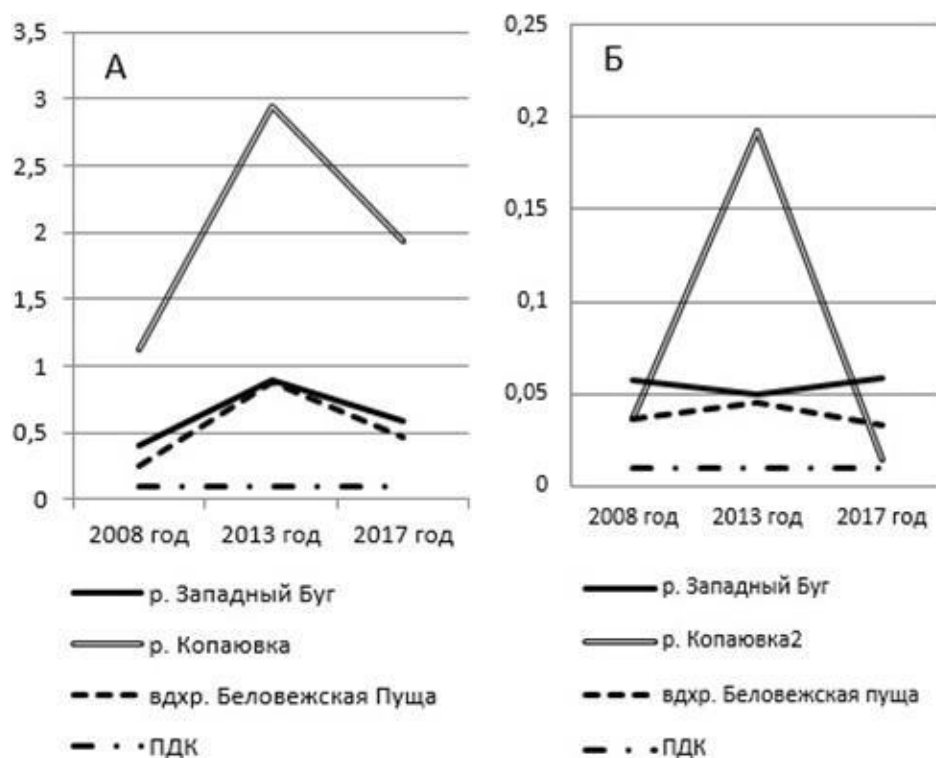 А
3,5
3
2,5
2
1,5
1
0,5
0
2008 год 2013 год 2017 год
р. Западный Буг
р. Копаювка
вдхр. Беловежская Пуща
ПДК
Б
0,25
0,2
0,15
0,1
0,05
0
2008 год 2013 год 2017 год
р. Западный Буг
р. Копаювка2
вдхр. Беловежская пуща
ПДК